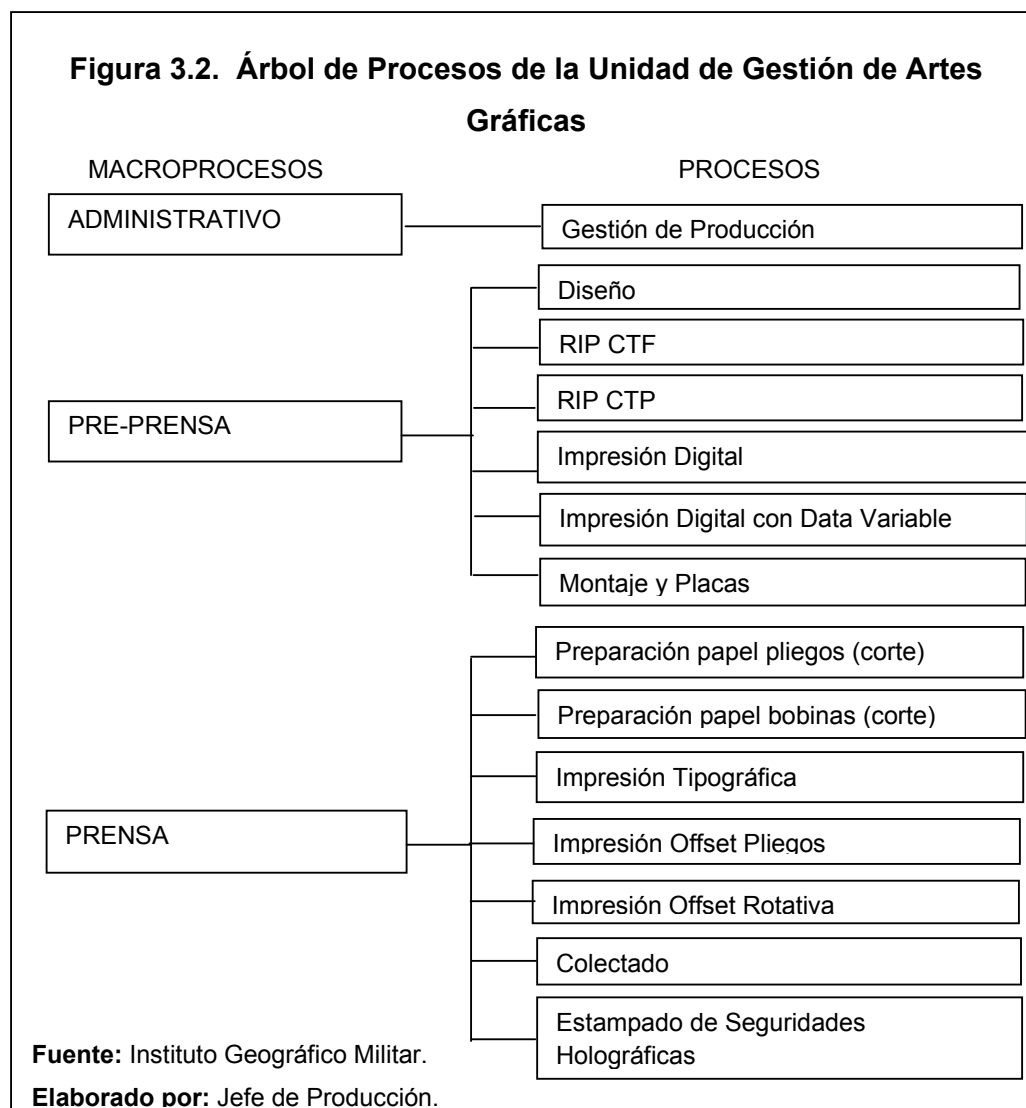 Figura 3.2. Árbol de Procesos de la Unidad de Gestión de Artes
Gráficas
MACROPROCESOS
PROCESOS
ADMINISTRATIVO
Gestión de Producción
PRE-PRENSA
Diseño
RIP CTF
RIP CTP
Impresión Digital
Impresión Digital con Data Variable
Montaje y Placas
PRENSA
Preparación papel pliegos (corte)
Preparación papel bobinas (corte)
Impresión Tipográfica
Impresión Offset Pliegos
Impresión Offset Rotativa
Colectado
Estampado de Seguridades
Holográficas
Fuente: Instituto Geográfico Militar.
Elaborado por: Jefe de Producción.